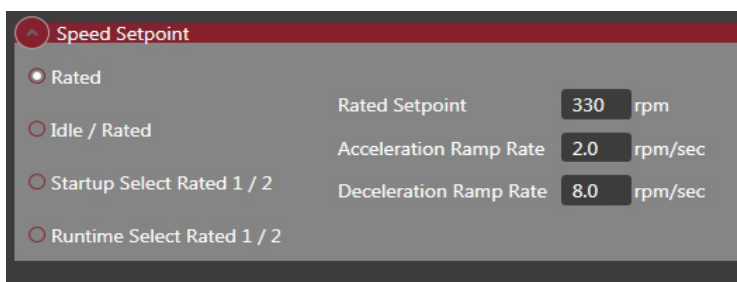 Speed Setpoint
Rated
Idle / Rated
Startup Select Rated 1 / 2
Runtime Select Rated 1 / 2
Rated Setpoint 330 rpm
Acceleration Ramp Rate 2.0 rpm/sec
Deceleration Ramp Rate 8.0 rpm/sec